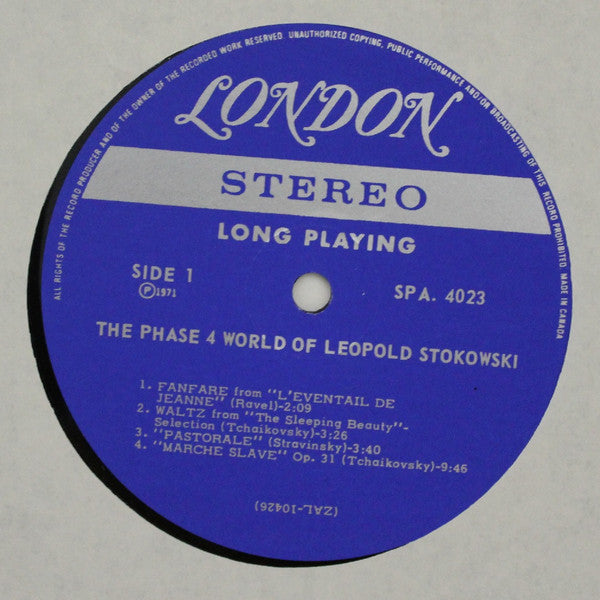 ALL RIGHTS OF THE RECORD PRODUCER AND OF THE OWNER OF THE RECORDED WORK RESERVED. UNAUTHORIZED COPYING, PUBLIC PERFORMANCE AND/OR BROADCASTING OF THIS RECORD PROHIBITED. MADE IN CANADA
LONDON
STEREO
LONG PLAYING
SIDE 1
Ⓟ1971
SPA. 4023
THE PHASE 4 WORLD OF LEOPOLD STOKOWSKI
1. FANFARE from "L'EVENTAIL DE
JEANNE" (Ravel)-2:09
2. WALTZ from "The Sleeping Beauty"-
Selection (Tchaikovsky)-3:26
3. "PASTORALE" (Stravinsky)-3:40
4. "MARCHE SLAVE" Op. 31 (Tchaikovsky)-9:46
(ZAL-10426)